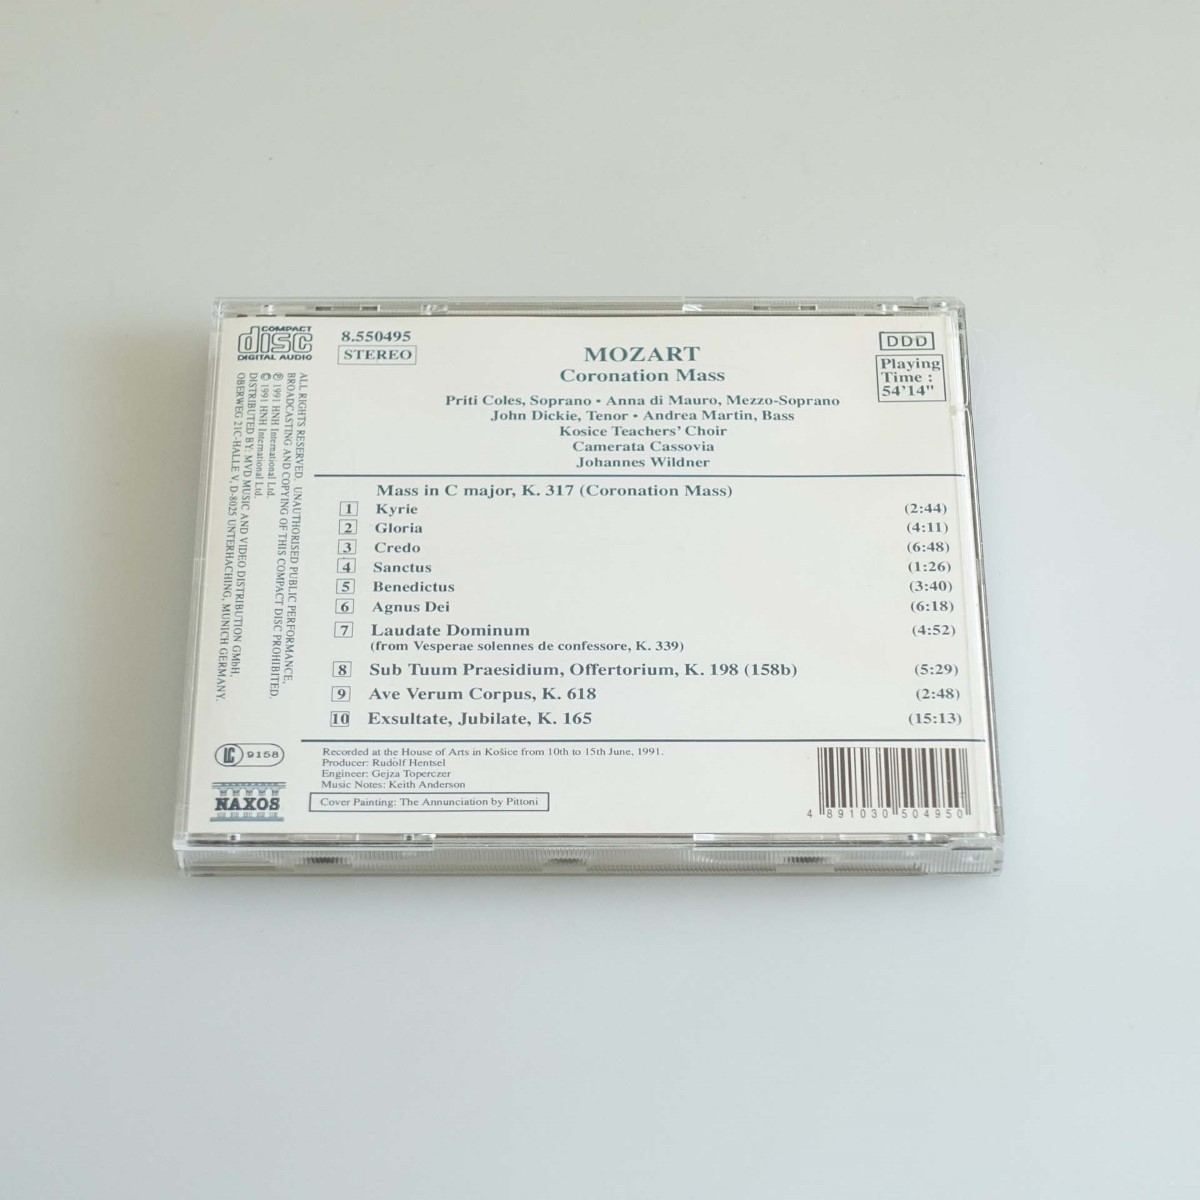 COMPACT
disc
DIGITAL AUDIO
8.550495
STEREO
MOZART
Coronation Mass
DDD
Playing
Time :
54'14"
Priti Coles, Soprano • Anna di Mauro, Mezzo-Soprano
John Dickie, Tenor • Andrea Martin, Bass
Kosice Teachers' Choir
Camerata Cassovia
Johannes Wildner
Mass in C major, K. 317 (Coronation Mass)
1 Kyrie (2:44)
2 Gloria (4:11)
3 Credo (6:48)
4 Sanctus (1:26)
5 Benedictus (3:40)
6 Agnus Dei (6:18)
7 Laudate Dominum (4:52)
(from Vesperae solennes de confessore, K. 339)
8 Sub Tuum Praesidium, Offertorium, K. 198 (158b) (5:29)
9 Ave Verum Corpus, K. 618 (2:48)
10 Exsultate, Jubilate, K. 165 (15:13)
Recorded at the House of Arts in Košice from 10th to 15th June, 1991.
Producer: Rudolf Hentsel
Engineer: Gejza Toperczer
Music Notes: Keith Anderson
Cover Painting: The Annunciation by Pittoni
ALL RIGHTS RESERVED. UNAUTHORISED PUBLIC PERFORMANCE,
BROADCASTING AND COPYING OF THIS COMPACT DISC PROHIBITED.
℗ 1991 HNH International Ltd.
© 1991 HNH International Ltd.
DISTRIBUTED BY: MVD MUSIC AND VIDEO DISTRIBUTION GMBH,
OBERWEG 21C-HALLE V, D-8025 UNTERHACHING, MUNICH GERMANY.
LC 9158
NAXOS
4 891030 504950